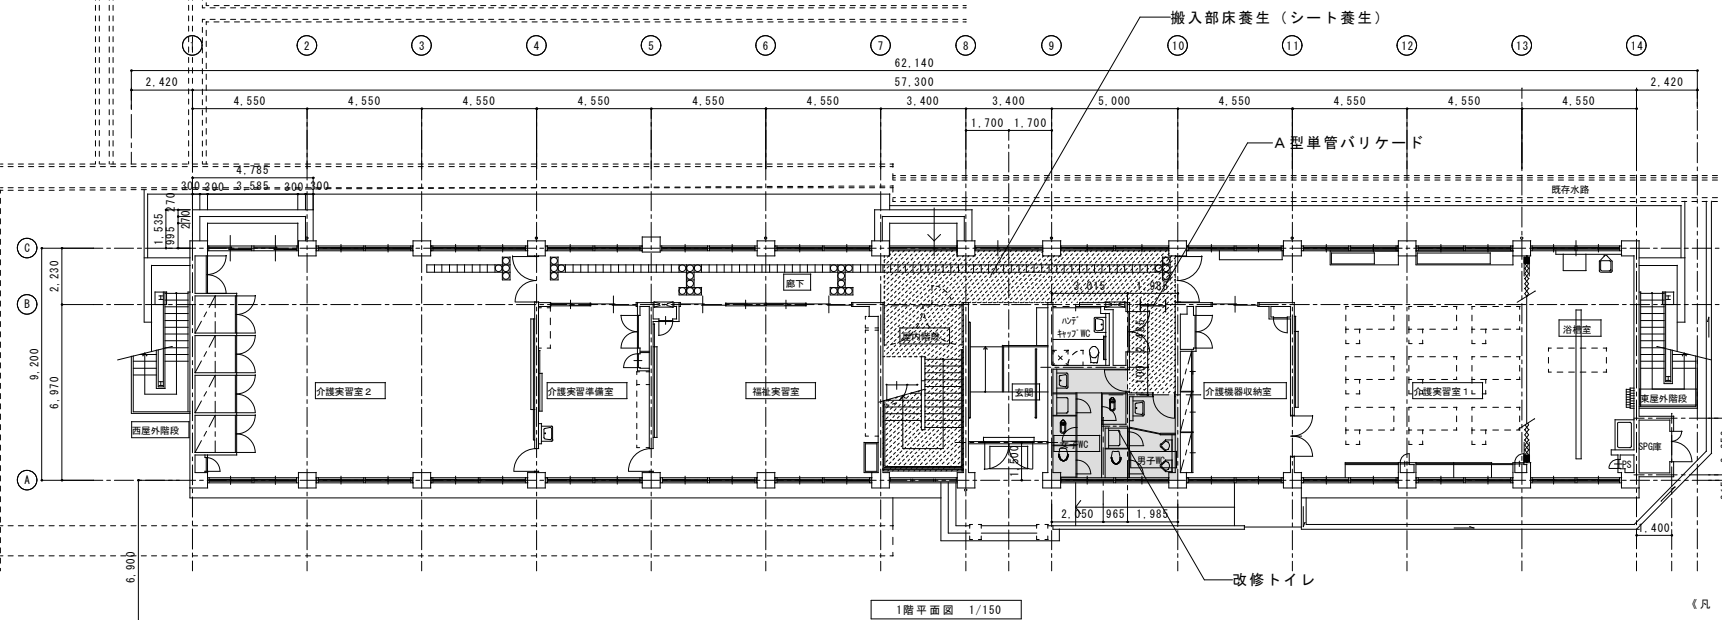 搬入部床養生（シート養生）
1 2 3 4 5 6 7 8 9 10 11 12 13 14
62,140
2,420 57,300 2,420
4,550 4,550 4,550 4,550 4,550 4,550 3,400 3,400 5,000 4,550 4,550 4,550 4,550
1,700 1,700
A型単管バリケード
4,785
300 300 3,585 300 300
既存水路
1,535
995
270
270
C
2,230
B
9,200
6,970
A
廊下
3,015 1,985
ハンデ
キャップWC
浴槽室
介護実習室２
介護実習準備室
福祉実習室
玄関
介護機器収納室
介護実習室１
東屋外階段
西屋外階段
女子WC
男子WC
SPG庫
PS
1,500
2,050 965 1,985
1,400
6,900
改修トイレ
1階平面図 1/150
《凡